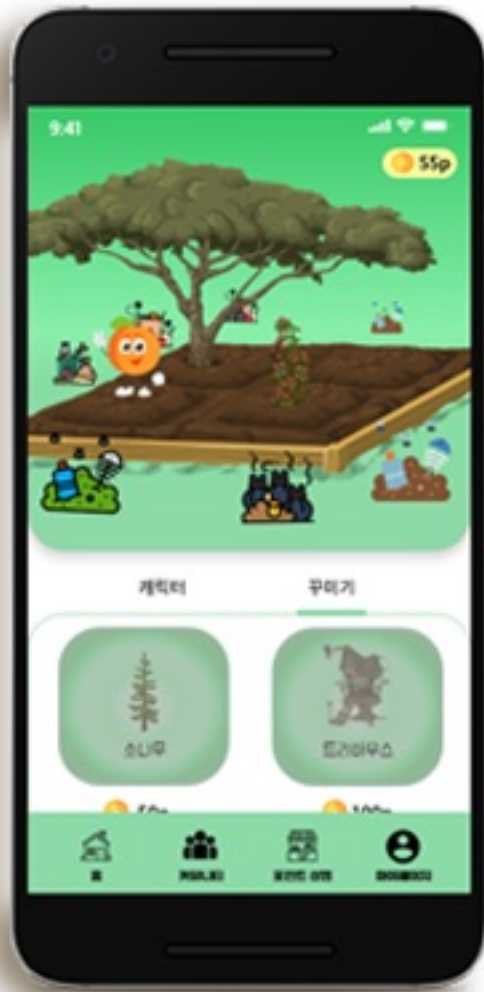 9:41
55p
캐릭터
꾸미기
소나무
트리하우스
50p
100p
홈
커뮤니티
포인트 상점
마이페이지